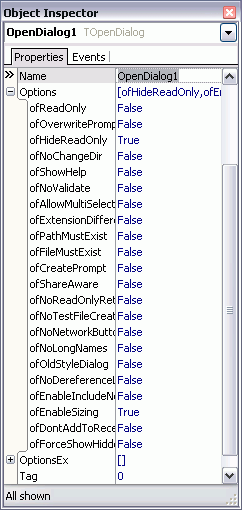 Object Inspector
OpenDialog1 TOpenDialog
Properties Events
Name OpenDialog1
Options [ofHideReadOnly,ofEn
ofReadOnly False
ofOverwritePromp False
ofHideReadOnly True
ofNoChangeDir False
ofShowHelp False
ofNoValidate False
ofAllowMultiSelect False
ofExtensionDiffere False
ofPathMustExist False
ofFileMustExist False
ofCreatePrompt False
ofShareAware False
ofNoReadOnlyRet False
ofNoTestFileCreat False
ofNoNetworkButto False
ofNoLongNames False
ofOldStyleDialog False
ofNoDereferenceL False
ofEnableIncludeNo False
ofEnableSizing True
ofDontAddToRece False
ofForceShowHidd False
OptionsEx []
Tag 0
All shown